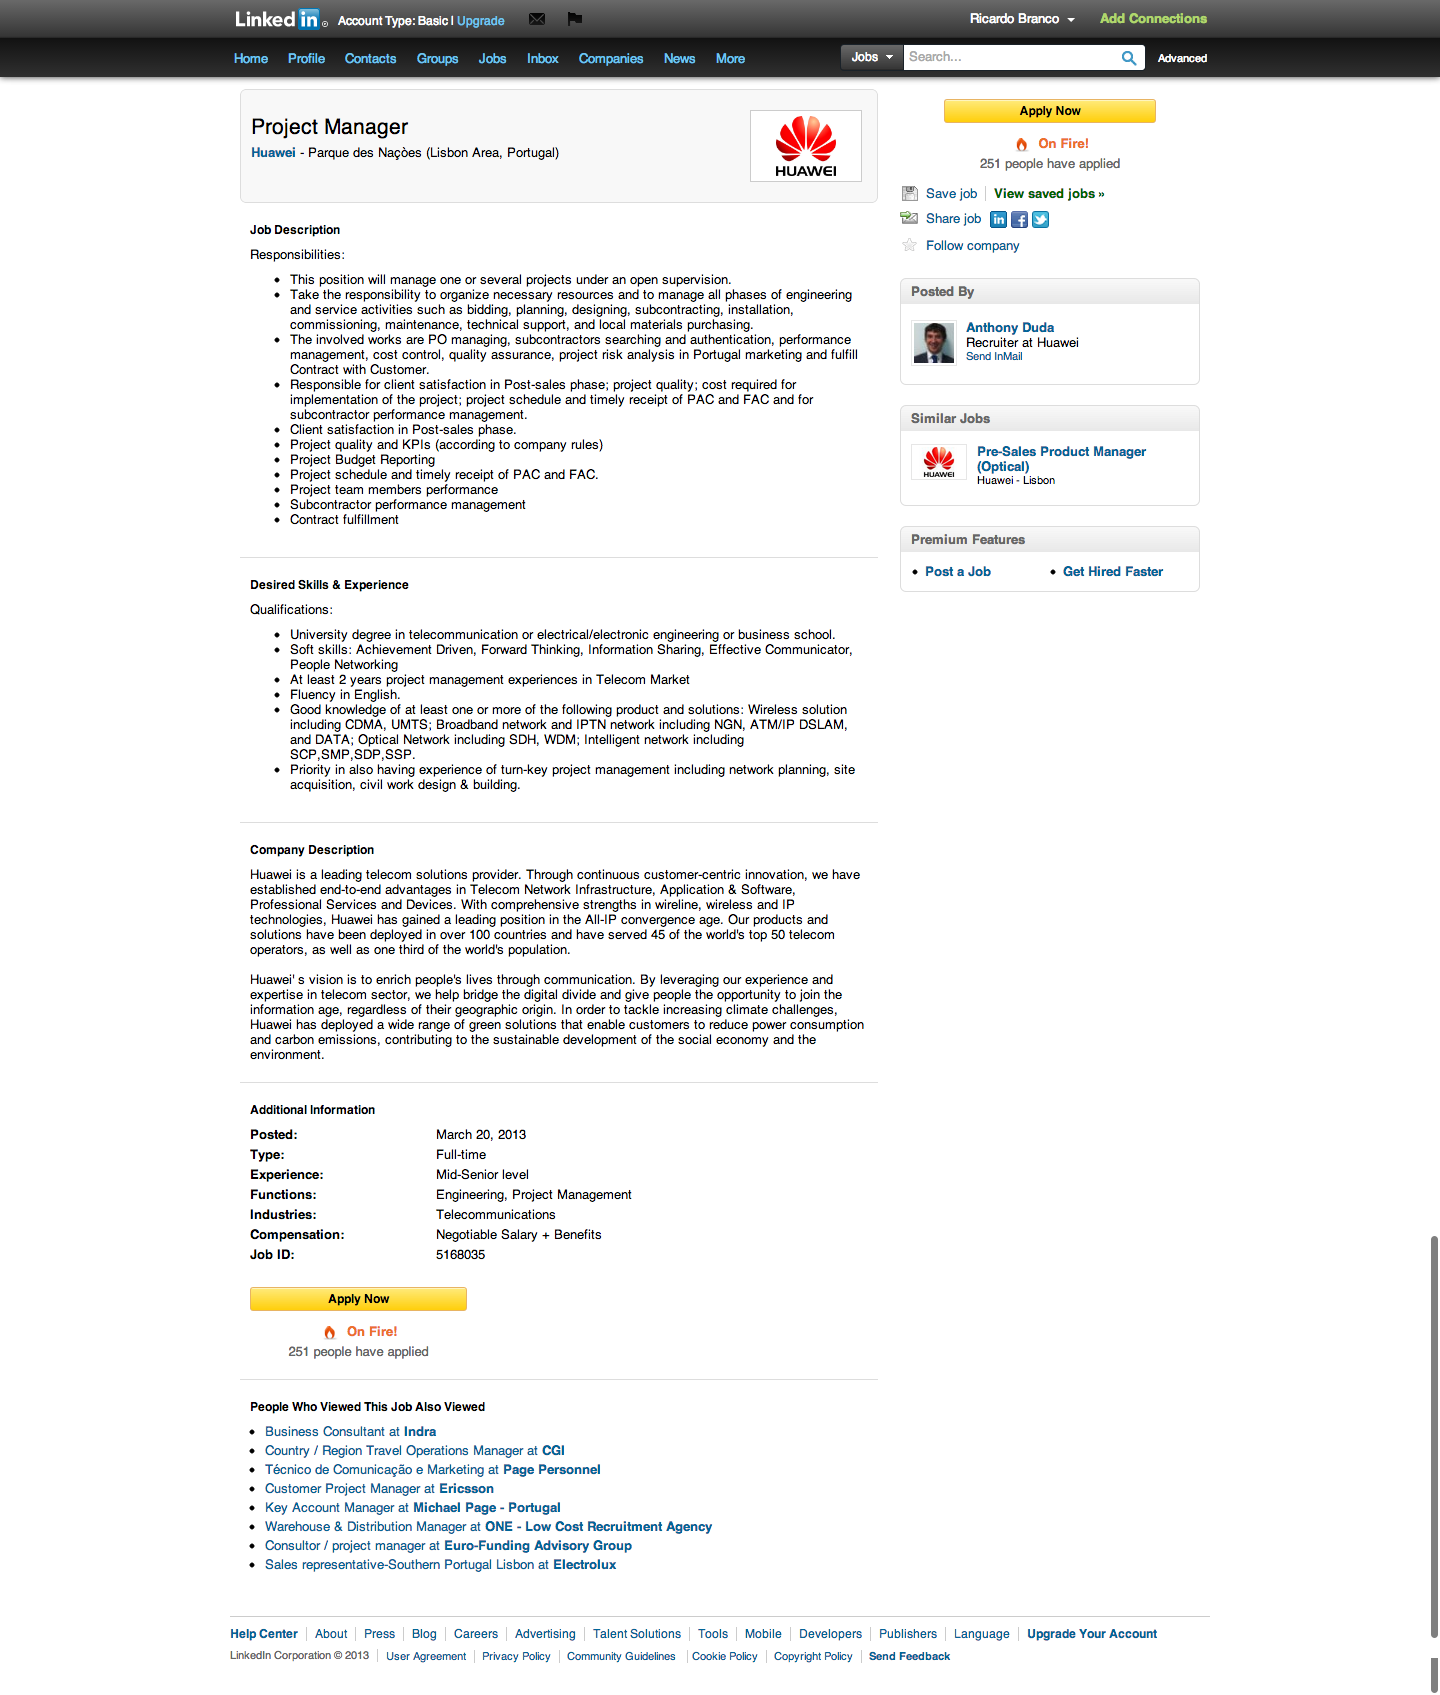 Linked in ® Account Type: Basic | Upgrade
Ricardo Branco Add Connections
Home Profile Contacts Groups Jobs Inbox Companies News More Jobs Search... Advanced
Project Manager
Huawei - Parque des Naçòes (Lisbon Area, Portugal)
HUAWEI
Apply Now
On Fire!
251 people have applied
Save job View saved jobs »
Share job
Follow company
Posted By
Anthony Duda
Recruiter at Huawei
Send InMail
Similar Jobs
HUAWEI
Pre-Sales Product Manager
(Optical)
Huawei - Lisbon
Premium Features
• Post a Job • Get Hired Faster
Job Description
Responsibilities:
• This position will manage one or several projects under an open supervision.
• Take the responsibility to organize necessary resources and to manage all phases of engineering
and service activities such as bidding, planning, designing, subcontracting, installation,
commissioning, maintenance, technical support, and local materials purchasing.
• The involved works are PO managing, subcontractors searching and authentication, performance
management, cost control, quality assurance, project risk analysis in Portugal marketing and fulfill
Contract with Customer.
• Responsible for client satisfaction in Post-sales phase; project quality; cost required for
implementation of the project; project schedule and timely receipt of PAC and FAC and for
subcontractor performance management.
• Client satisfaction in Post-sales phase.
• Project quality and KPIs (according to company rules)
• Project Budget Reporting
• Project schedule and timely receipt of PAC and FAC.
• Project team members performance
• Subcontractor performance management
• Contract fulfillment
Desired Skills & Experience
Qualifications:
• University degree in telecommunication or electrical/electronic engineering or business school.
• Soft skills: Achievement Driven, Forward Thinking, Information Sharing, Effective Communicator,
People Networking
• At least 2 years project management experiences in Telecom Market
• Fluency in English.
• Good knowledge of at least one or more of the following product and solutions: Wireless solution
including CDMA, UMTS; Broadband network and IPTN network including NGN, ATM/IP DSLAM,
and DATA; Optical Network including SDH, WDM; Intelligent network including
SCP,SMP,SDP,SSP.
• Priority in also having experience of turn-key project management including network planning, site
acquisition, civil work design & building.
Company Description
Huawei is a leading telecom solutions provider. Through continuous customer-centric innovation, we have
established end-to-end advantages in Telecom Network Infrastructure, Application & Software,
Professional Services and Devices. With comprehensive strengths in wireline, wireless and IP
technologies, Huawei has gained a leading position in the All-IP convergence age. Our products and
solutions have been deployed in over 100 countries and have served 45 of the world's top 50 telecom
operators, as well as one third of the world's population.
Huawei' s vision is to enrich people's lives through communication. By leveraging our experience and
expertise in telecom sector, we help bridge the digital divide and give people the opportunity to join the
information age, regardless of their geographic origin. In order to tackle increasing climate challenges,
Huawei has deployed a wide range of green solutions that enable customers to reduce power consumption
and carbon emissions, contributing to the sustainable development of the social economy and the
environment.
Additional Information
Posted: March 20, 2013
Type: Full-time
Experience: Mid-Senior level
Functions: Engineering, Project Management
Industries: Telecommunications
Compensation: Negotiable Salary + Benefits
Job ID: 5168035
Apply Now
On Fire!
251 people have applied
People Who Viewed This Job Also Viewed
• Business Consultant at Indra
• Country / Region Travel Operations Manager at CGI
• Técnico de Comunicação e Marketing at Page Personnel
• Customer Project Manager at Ericsson
• Key Account Manager at Michael Page - Portugal
• Warehouse & Distribution Manager at ONE - Low Cost Recruitment Agency
• Consultor / project manager at Euro-Funding Advisory Group
• Sales representative-Southern Portugal Lisbon at Electrolux
Help Center | About | Press | Blog | Careers | Advertising | Talent Solutions | Tools | Mobile | Developers | Publishers | Language | Upgrade Your Account
LinkedIn Corporation © 2013 | User Agreement | Privacy Policy | Community Guidelines | Cookie Policy | Copyright Policy | Send Feedback